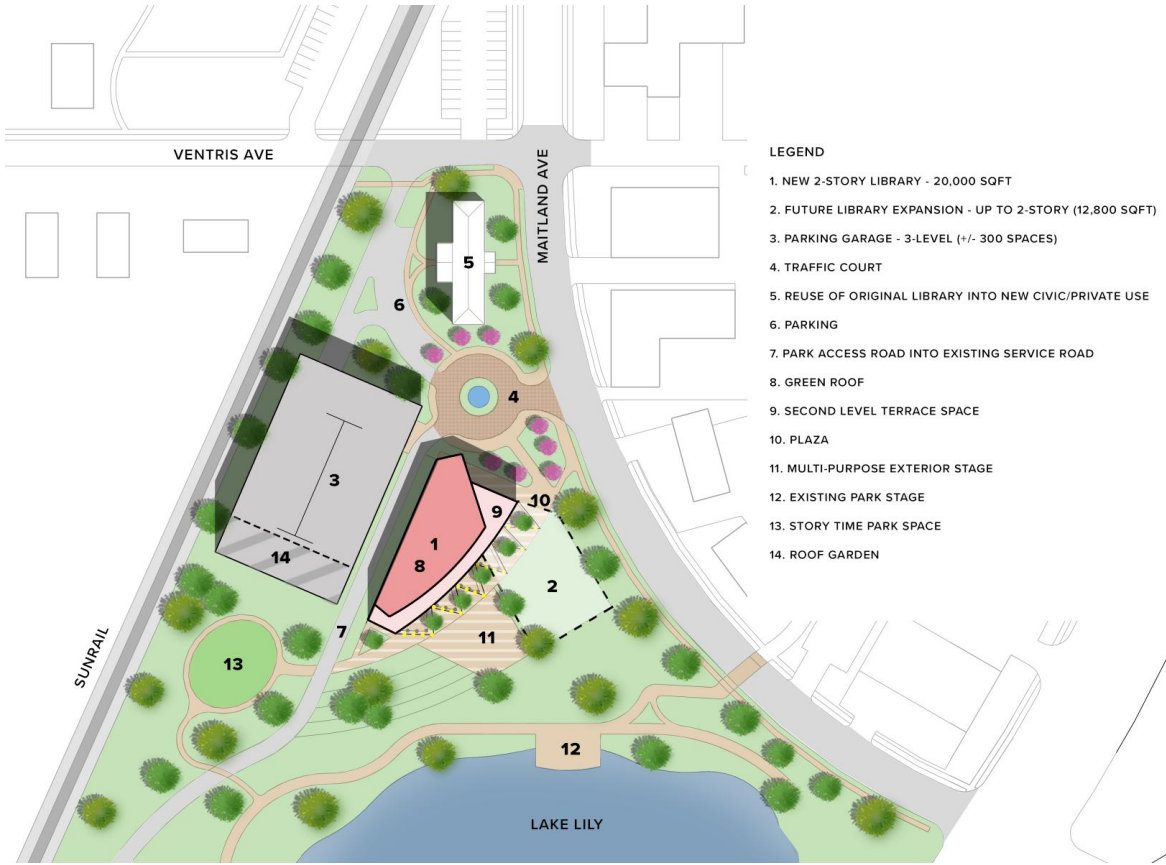 VENTRIS AVE
MAITLAND AVE
5
6
4
3
9
10
1
8
14
2
7
11
13
12
SUNRAIL
LAKE LILY
LEGEND
1. NEW 2-STORY LIBRARY - 20,000 SQFT
2. FUTURE LIBRARY EXPANSION - UP TO 2-STORY (12,800 SQFT)
3. PARKING GARAGE - 3-LEVEL (+/- 300 SPACES)
4. TRAFFIC COURT
5. REUSE OF ORIGINAL LIBRARY INTO NEW CIVIC/PRIVATE USE
6. PARKING
7. PARK ACCESS ROAD INTO EXISTING SERVICE ROAD
8. GREEN ROOF
9. SECOND LEVEL TERRACE SPACE
10. PLAZA
11. MULTI-PURPOSE EXTERIOR STAGE
12. EXISTING PARK STAGE
13. STORY TIME PARK SPACE
14. ROOF GARDEN